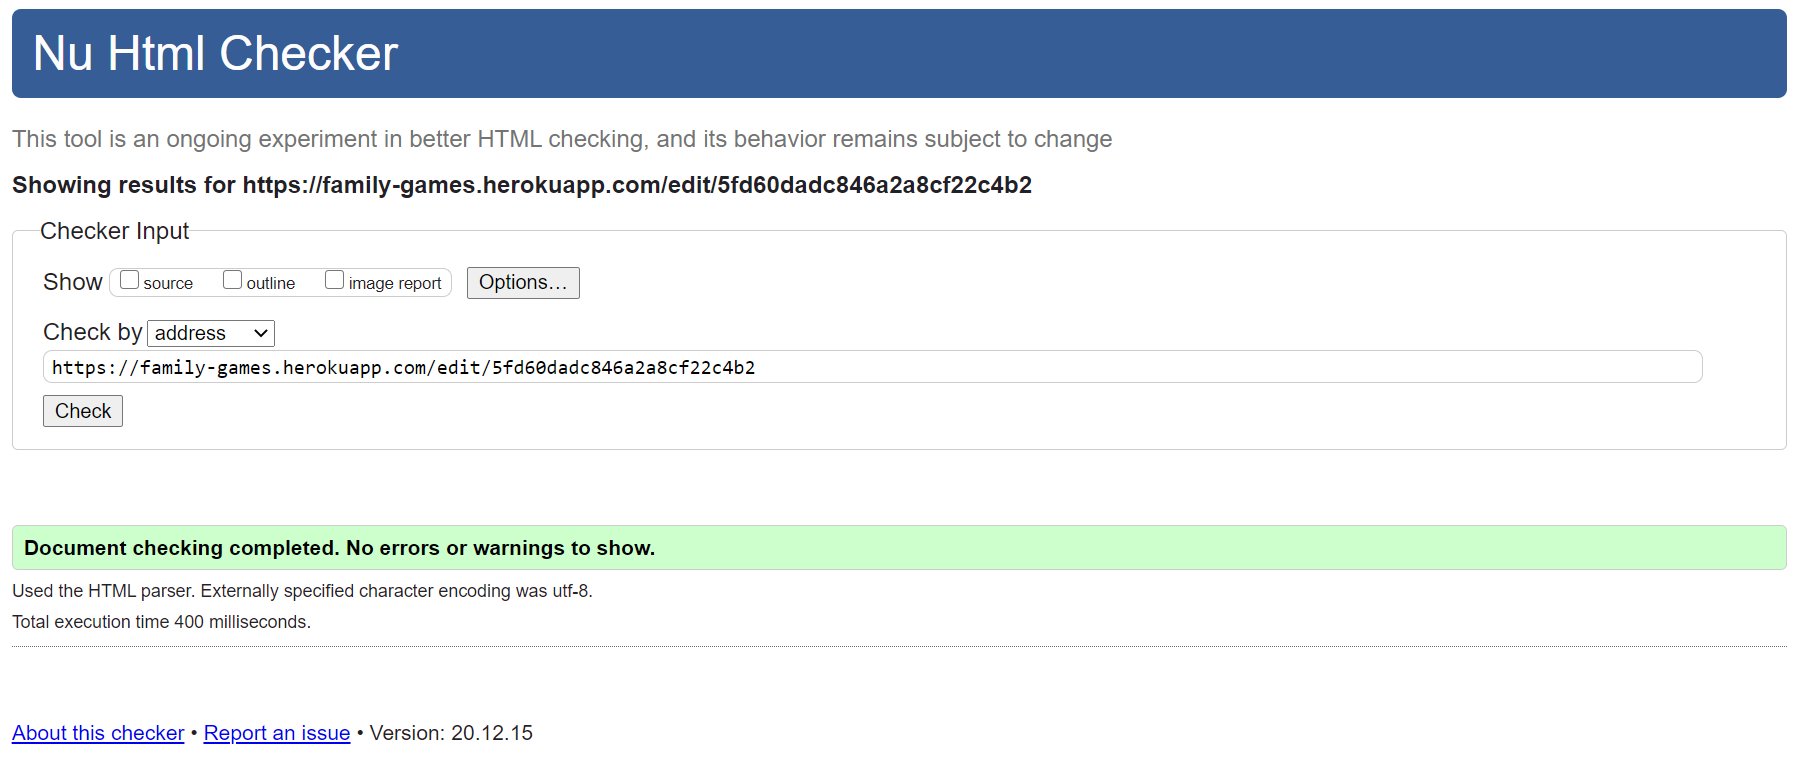 Nu Html Checker
This tool is an ongoing experiment in better HTML checking, and its behavior remains subject to change
Showing results for https://family-games.herokuapp.com/edit/5fd60dadc846a2a8cf22c4b2
Checker Input
Show source outline image report Options...
Check by address
https://family-games.herokuapp.com/edit/5fd60dadc846a2a8cf22c4b2
Check
Document checking completed. No errors or warnings to show.
Used the HTML parser. Externally specified character encoding was utf-8.
Total execution time 400 milliseconds.
About this checker • Report an issue • Version: 20.12.15